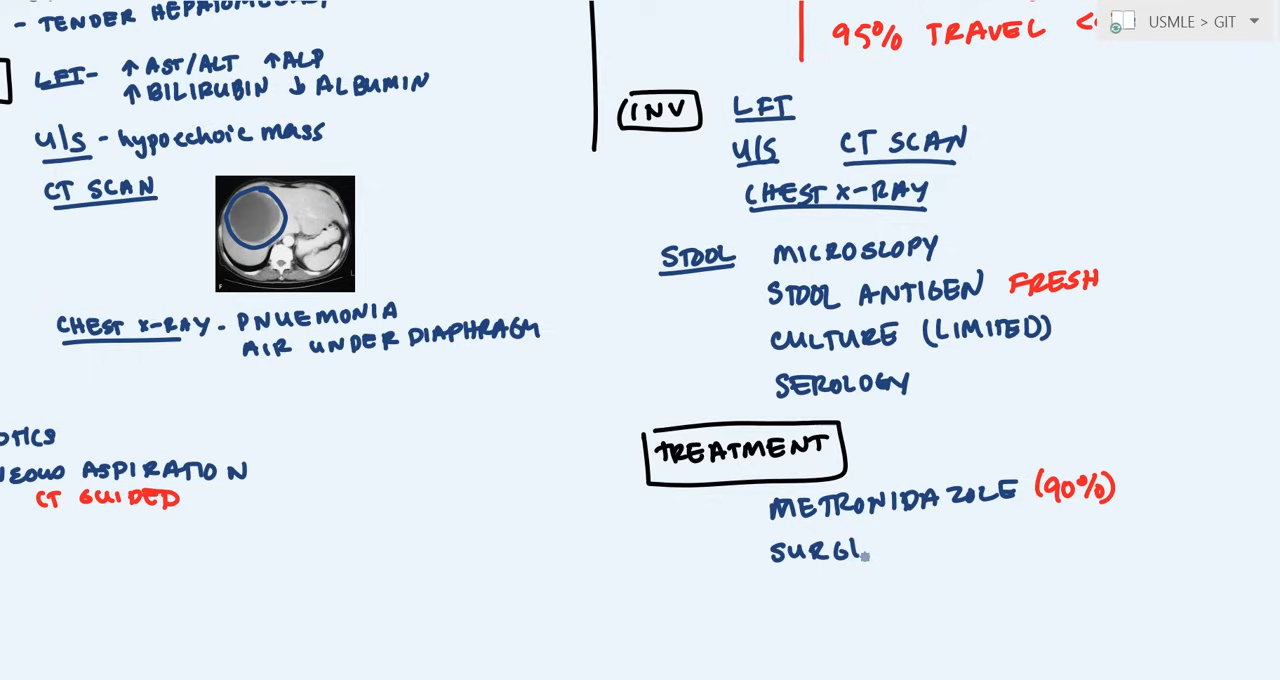 - TENDER
LFT- ↑ AST/ALT ↑ALP
↑ BILIRUBIN ↓ ALBUMIN
U/S - hypoechoic mass
CT SCAN
CHEST X-RAY - PNUEMONIA
AIR UNDER DIAPHRAGM
ASPIRATION
CT GUIDED
USMLE > GIT
95% TRAVEL
INV
LFT
U/S CT SCAN
CHEST X-RAY
STOOL MICROSLOPY
STOOL ANTIGEN FRESH
CULTURE (LIMITED)
SEROLOGY
TREATMENT
METRONIDAZOLE (90%)